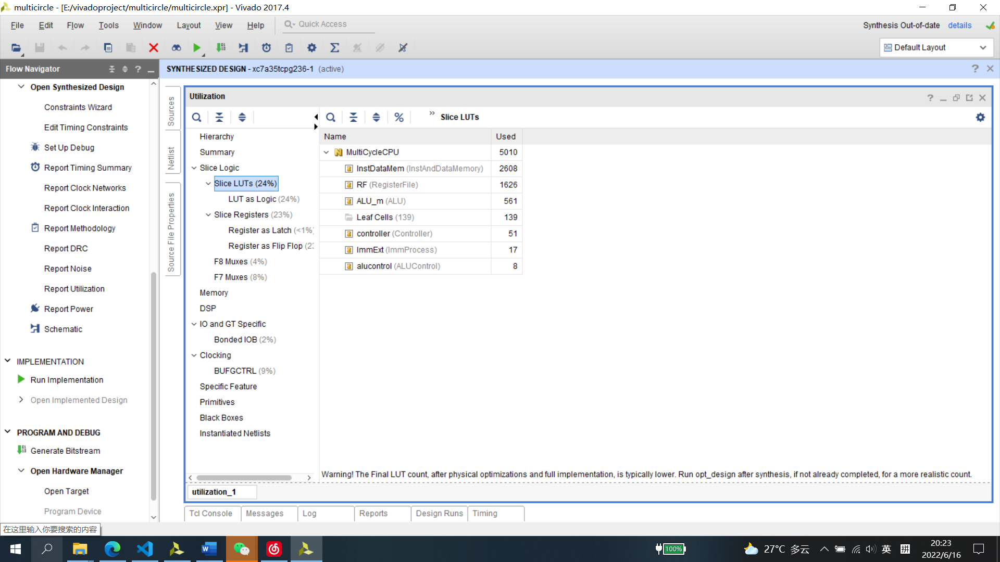 multicircle - [E:/vivadoproject/multicircle/multicircle.xpr] - Vivado 2017.4
File Edit Flow Tools Window Layout View Help Quick Access
Synthesis Out-of-date details
Default Layout
Flow Navigator
SYNTHESIZED DESIGN - xc7a35tcpg236-1 (active)
Open Synthesized Design
Constraints Wizard
Edit Timing Constraints
Set Up Debug
Report Timing Summary
Report Clock Networks
Report Clock Interaction
Report Methodology
Report DRC
Report Noise
Report Utilization
Report Power
Schematic
IMPLEMENTATION
Run Implementation
Open Implemented Design
PROGRAM AND DEBUG
Generate Bitstream
Open Hardware Manager
Open Target
Program Device
在这里输入你要搜索的内容
Sources
Netlist
Source File Properties
Utilization
Hierarchy
Summary
Slice Logic
Slice LUTs (24%)
LUT as Logic (24%)
Slice Registers (23%)
Register as Latch (<1%)
Register as Flip Flop (23
F8 Muxes (4%)
F7 Muxes (8%)
Memory
DSP
IO and GT Specific
Bonded IOB (2%)
Clocking
BUFGCTRL (9%)
Specific Feature
Primitives
Black Boxes
Instantiated Netlists
Slice LUTs
Name Used
MultiCycleCPU 5010
InstDataMem (InstAndDataMemory) 2608
RF (RegisterFile) 1626
ALU_m (ALU) 561
Leaf Cells (139) 139
controller (Controller) 51
ImmExt (ImmProcess) 17
alucontrol (ALUControl) 8
Warning! The Final LUT count, after physical optimizations and full implementation, is typically lower. Run opt_design after synthesis, if not already completed, for a more realistic count.
utilization_1
Tcl Console Messages Log Reports Design Runs Timing
100%
27°C 多云
英
拼
20:23
2022/6/16